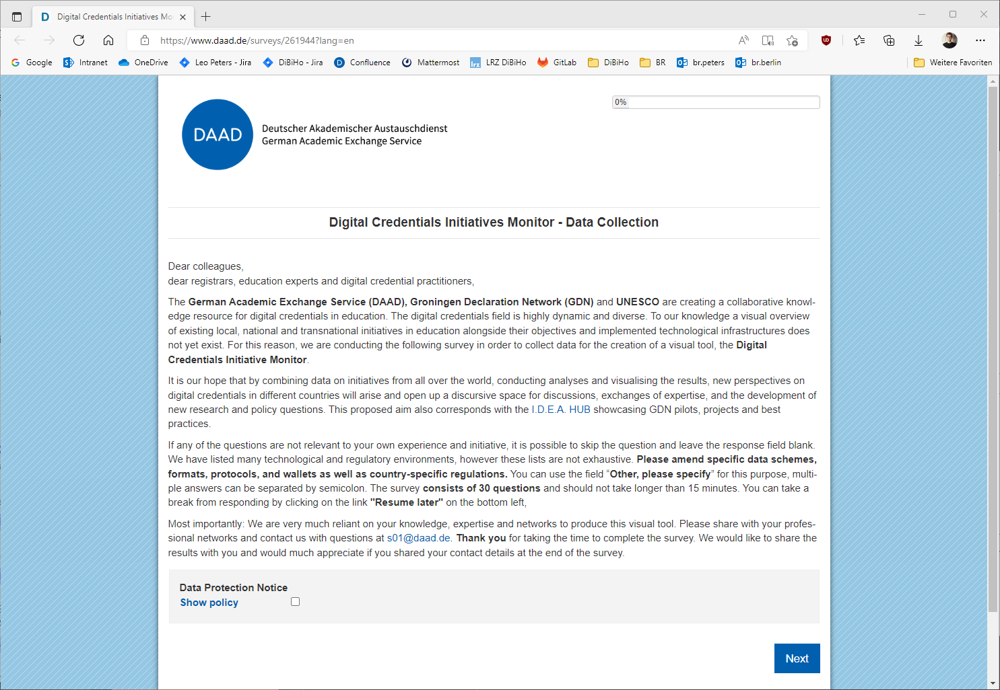 Digital Credentials Initiatives Mo
https://www.daad.de/surveys/261944?lang=en
Google Intranet OneDrive Leo Peters - Jira DiBiHo - Jira Confluence Mattermost LRZ DiBiHo GitLab DiBiHo BR br.peters br.berlin Weitere Favoriten
0%
DAAD
Deutscher Akademischer Austauschdienst
German Academic Exchange Service
Digital Credentials Initiatives Monitor - Data Collection
Dear colleagues,
dear registrars, education experts and digital credential practitioners,
The German Academic Exchange Service (DAAD), Groningen Declaration Network (GDN) and UNESCO are creating a collaborative knowl-
edge resource for digital credentials in education. The digital credentials field is highly dynamic and diverse. To our knowledge a visual overview
of existing local, national and transnational initiatives in education alongside their objectives and implemented technological infrastructures does
not yet exist. For this reason, we are conducting the following survey in order to collect data for the creation of a visual tool, the Digital
Credentials Initiative Monitor.
It is our hope that by combining data on initiatives from all over the world, conducting analyses and visualising the results, new perspectives on
digital credentials in different countries will arise and open up a discursive space for discussions, exchanges of expertise, and the development of
new research and policy questions. This proposed aim also corresponds with the I.D.E.A. HUB showcasing GDN pilots, projects and best
practices.
If any of the questions are not relevant to your own experience and initiative, it is possible to skip the question and leave the response field blank.
We have listed many technological and regulatory environments, however these lists are not exhaustive. Please amend specific data schemes,
formats, protocols, and wallets as well as country-specific regulations. You can use the field “Other, please specify” for this purpose, multi-
ple answers can be separated by semicolon. The survey consists of 30 questions and should not take longer than 15 minutes. You can take a
break from responding by clicking on the link "Resume later" on the bottom left,
Most importantly: We are very much reliant on your knowledge, expertise and networks to produce this visual tool. Please share with your profes-
sional networks and contact us with questions at s01@daad.de. Thank you for taking the time to complete the survey. We would like to share the
results with you and would much appreciate if you shared your contact details at the end of the survey.
Data Protection Notice
Show policy
Next